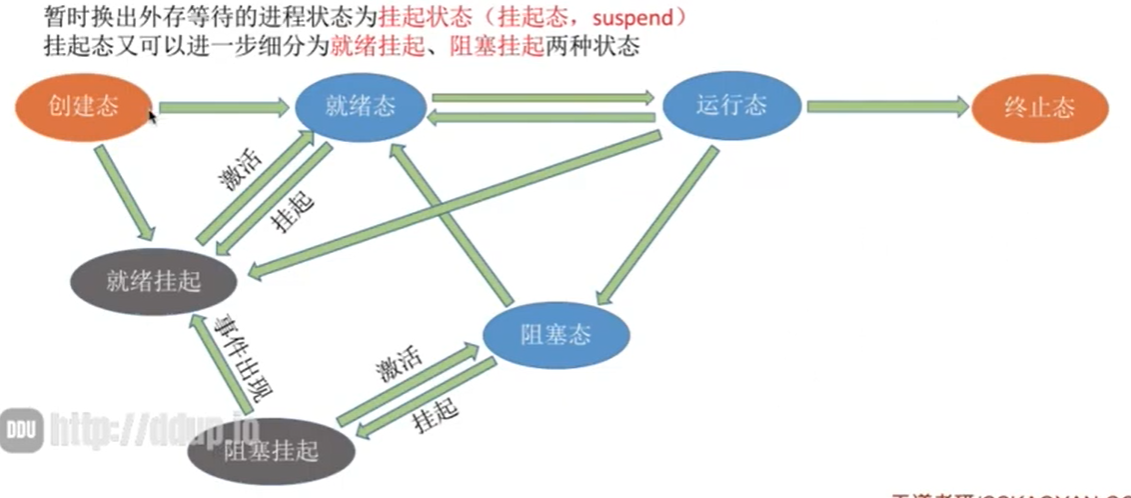 暂时换出外存等待的进程状态为挂起状态（挂起态，suspend）
挂起态又可以进一步细分为就绪挂起、阻塞挂起两种状态
创建态
就绪态
运行态
终止态
激活
挂起
就绪挂起
事件出现
阻塞态
激活
挂起
DDU http://ddup.io
阻塞挂起